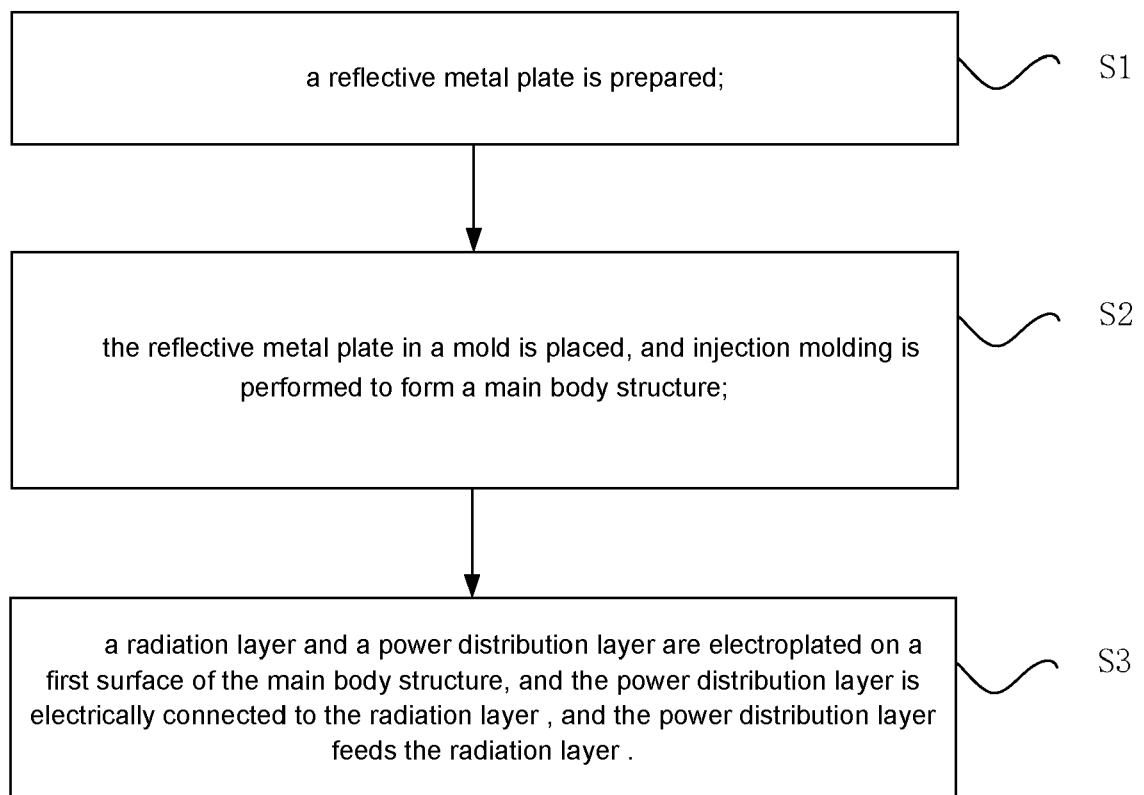 a reflective metal plate is prepared;
S1
the reflective metal plate in a mold is placed, and injection molding is
performed to form a main body structure;
S2
a radiation layer and a power distribution layer are electroplated on a
first surface of the main body structure, and the power distribution layer is
electrically connected to the radiation layer , and the power distribution layer
feeds the radiation layer .
S3